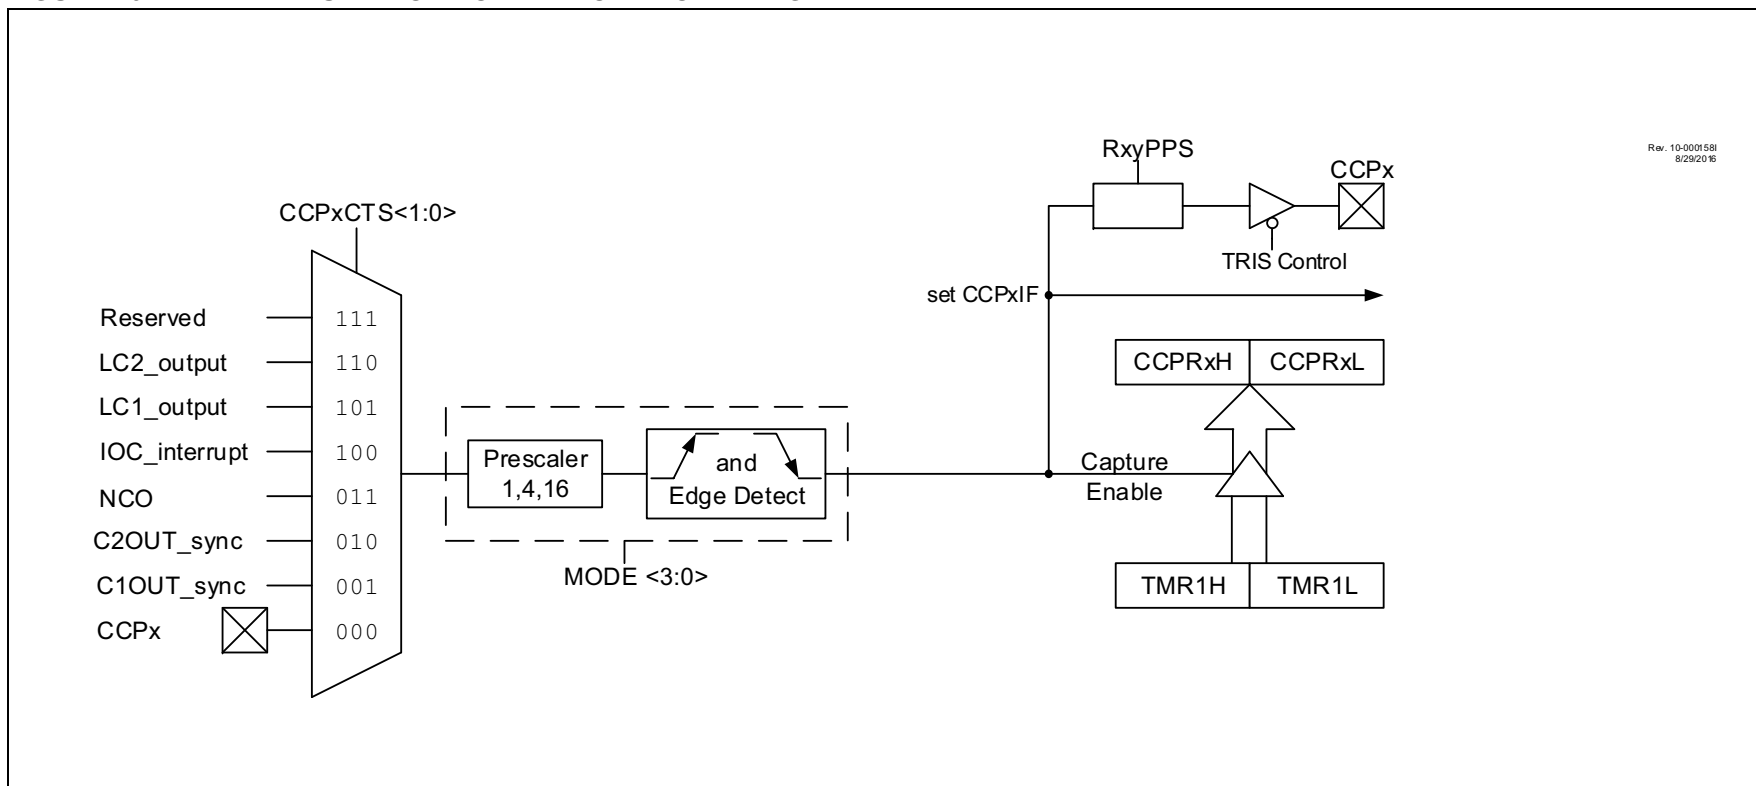 RxyPPS
CCPx
Rev. 10-000158I
8/29/2016
CCPxCTS<1:0>
TRIS Control
set CCPxIF
Reserved
111
LC2_output
110
LC1_output
101
IOC_interrupt
100
NCO
011
C2OUT_sync
010
C1OUT_sync
001
CCPx
000
Prescaler
1,4,16
and
Edge Detect
MODE <3:0>
Capture
Enable
CCPRxH
CCPRxL
TMR1H
TMR1L